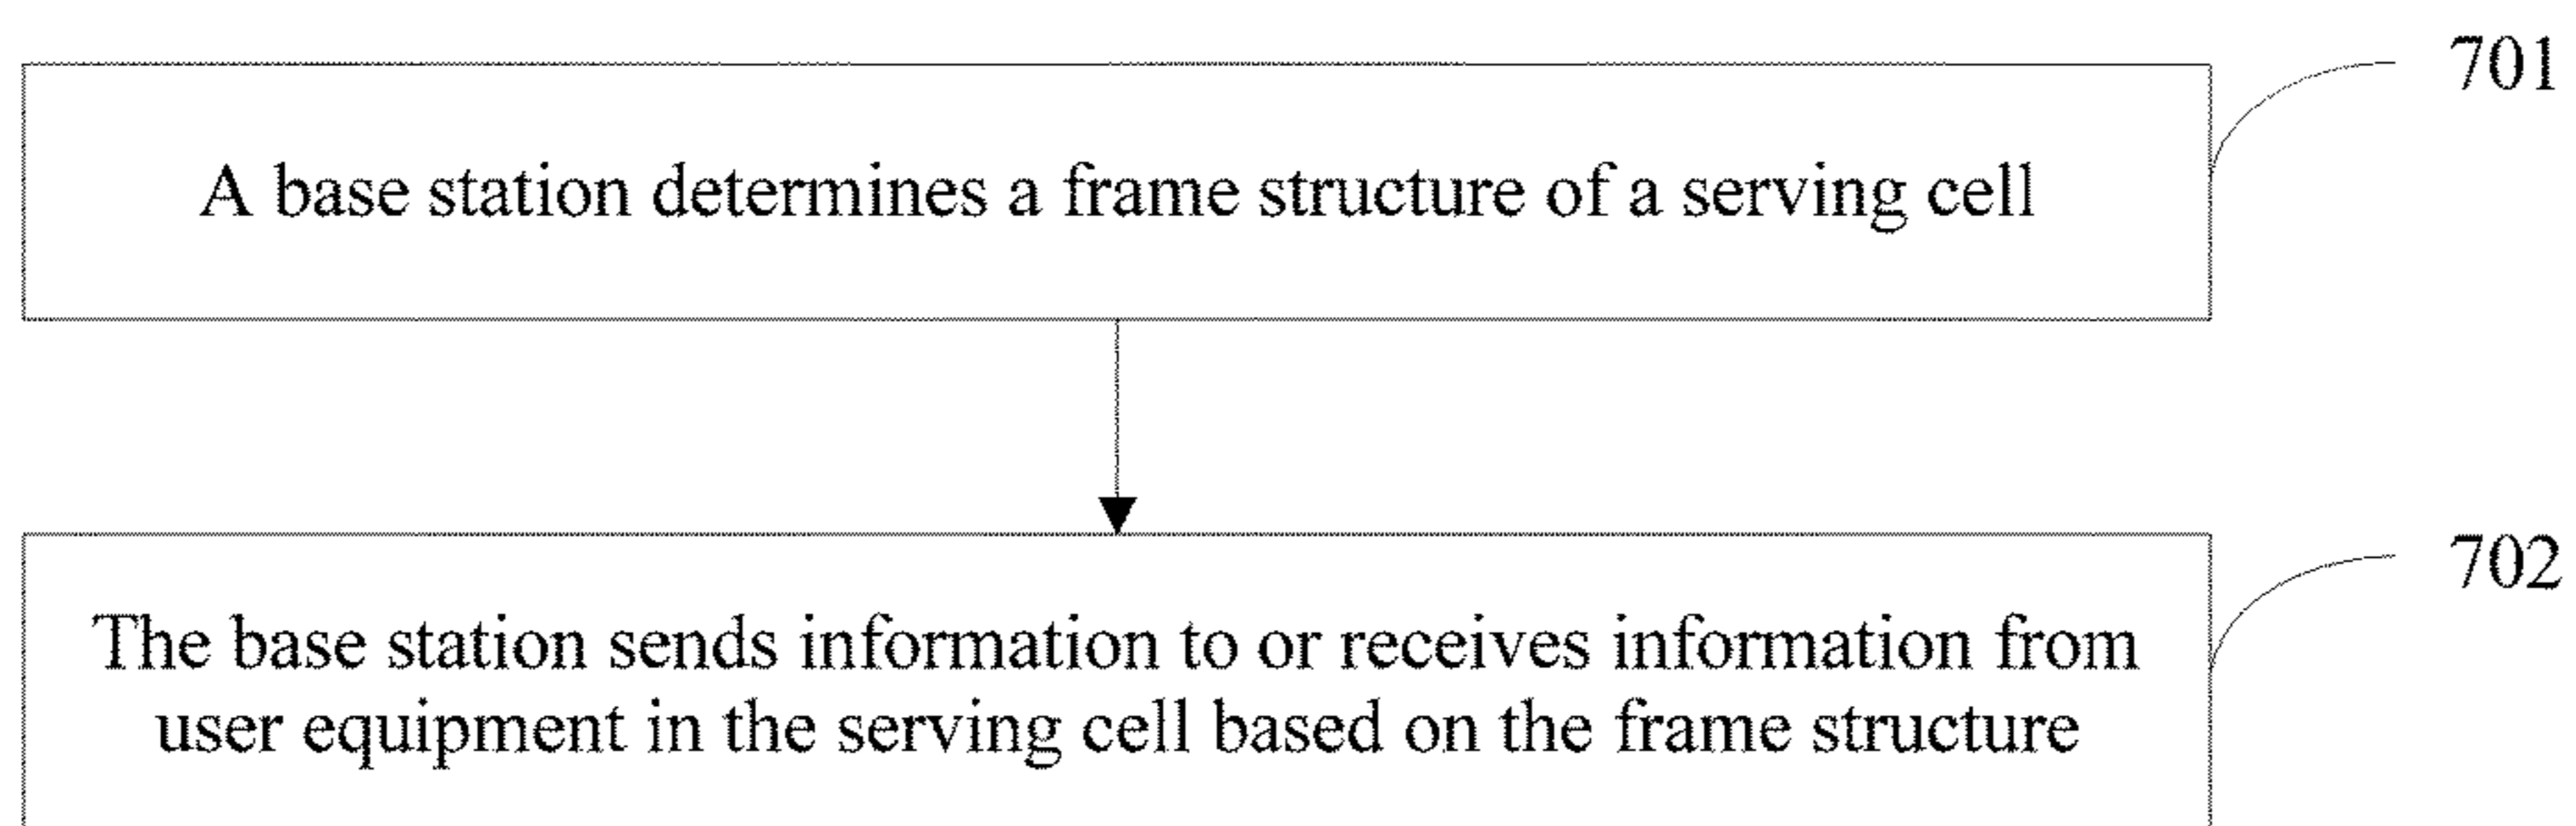 701
A base station determines a frame structure of a serving cell
702
The base station sends information to or receives information from
user equipment in the serving cell based on the frame structure